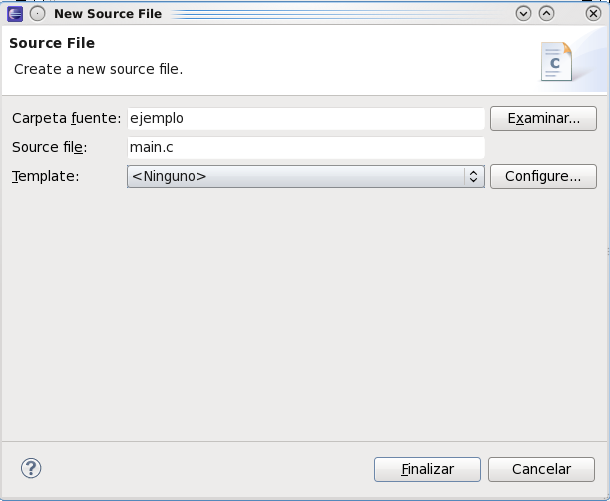 New Source File
Source File
Create a new source file.
C
Carpeta fuente: ejemplo Examinar...
Source file: main.c
Template: <Ninguno> Configure...
? Finalizar Cancelar